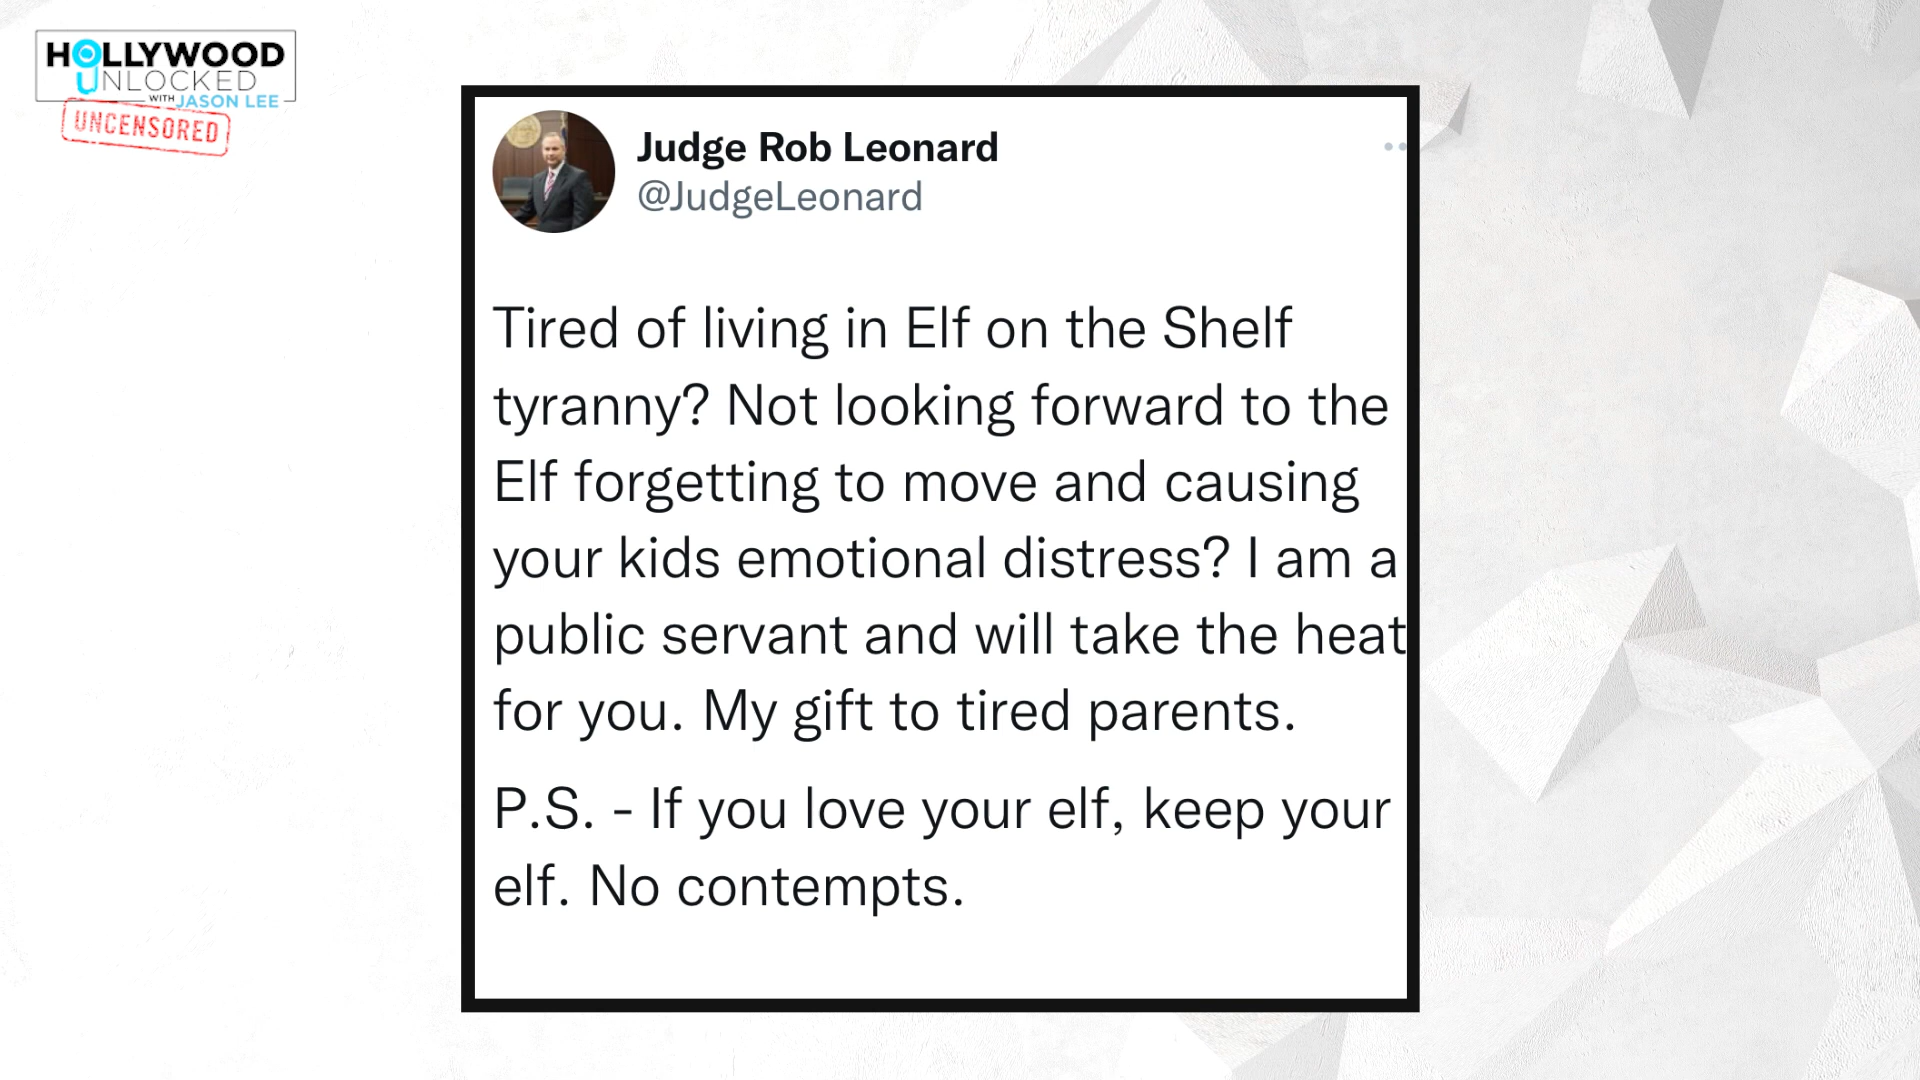 HOLLYWOOD
UNLOCKED
WITH JASON LEE
UNCENSORED
Judge Rob Leonard
@JudgeLeonard
Tired of living in Elf on the Shelf
tyranny? Not looking forward to the
Elf forgetting to move and causing
your kids emotional distress? I am a
public servant and will take the heat
for you. My gift to tired parents.
P.S. - If you love your elf, keep your
elf. No contempts.